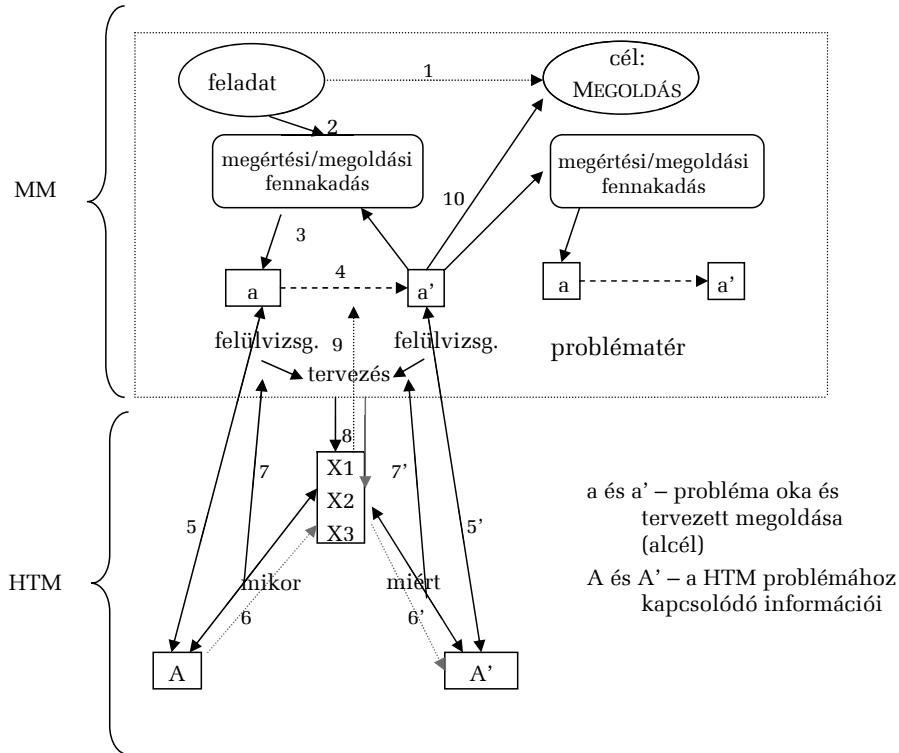 1
cél:
feladat
MEGOLDÁS
2
megértési/megoldási
fennakadás
megértési/megoldási
fennakadás
MM
10
3
4
a
a’
a
a’
felülvizsg.
9
felülvizsg.
problématér
tervezés
8
7
X1
7’
X2
X3
5
5’
a és a’ – probléma oka és
tervezett megoldása
(alcél)
HTM
mikor
miért
A és A’ – a HTM problémához
kapcsolódó információi
6
6’
A
A’